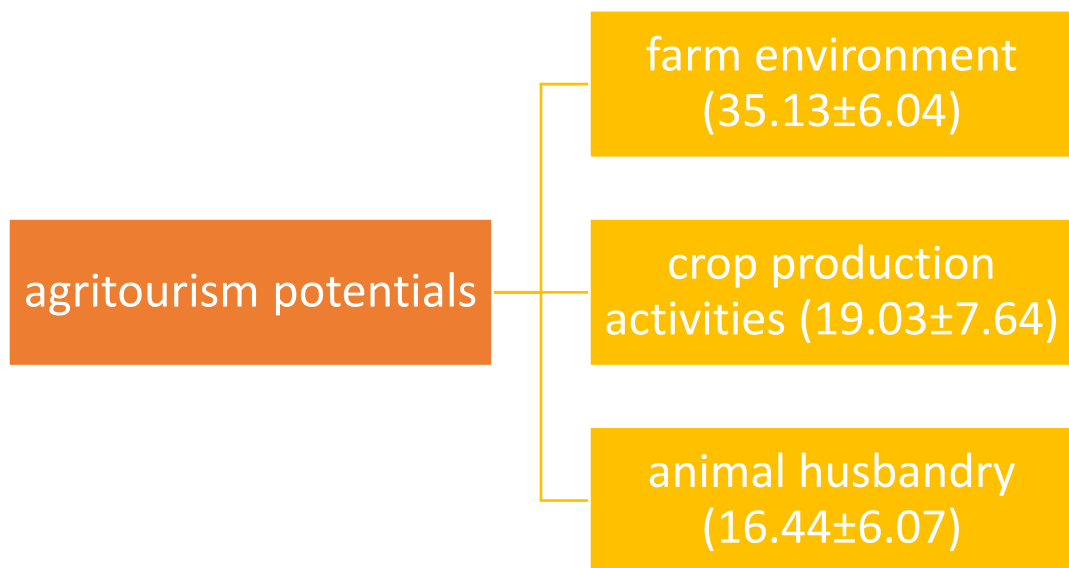 agritourism potentials
farm environment
(35.13±6.04)
crop production
activities (19.03±7.64)
animal husbandry
(16.44±6.07)